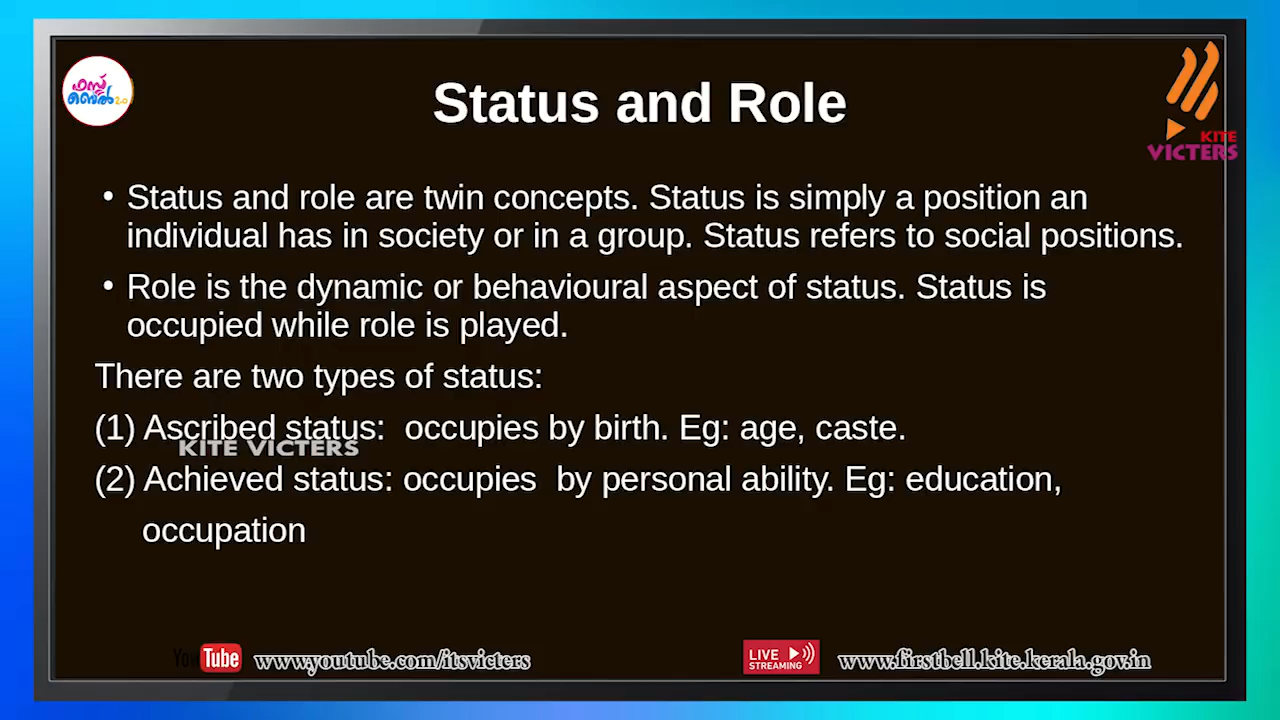 ഫസ്റ്റ്
ബെൽ 2.0
Status and Role
KITE
VICTERS
• Status and role are twin concepts. Status is simply a position an
individual has in society or in a group. Status refers to social positions.
• Role is the dynamic or behavioural aspect of status. Status is
occupied while role is played.
There are two types of status:
(1) Ascribed status:  occupies by birth. Eg: age, caste.
KITE VICTERS
(2) Achieved status: occupies  by personal ability. Eg: education,
occupation
YouTube www.youtube.com/itsvicters
LIVE
STREAMING
www.firstbell.kite.kerala.gov.in